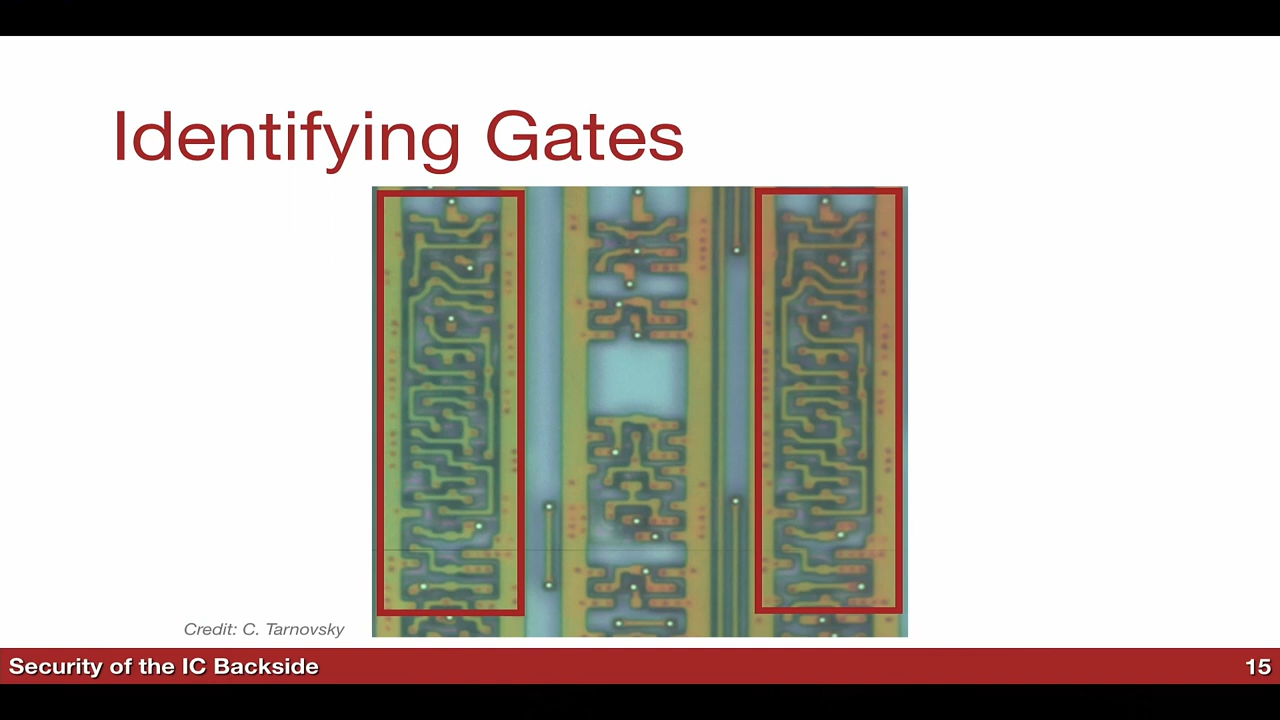 Identifying Gates
Credit: C. Tarnovsky
Security of the IC Backside
15